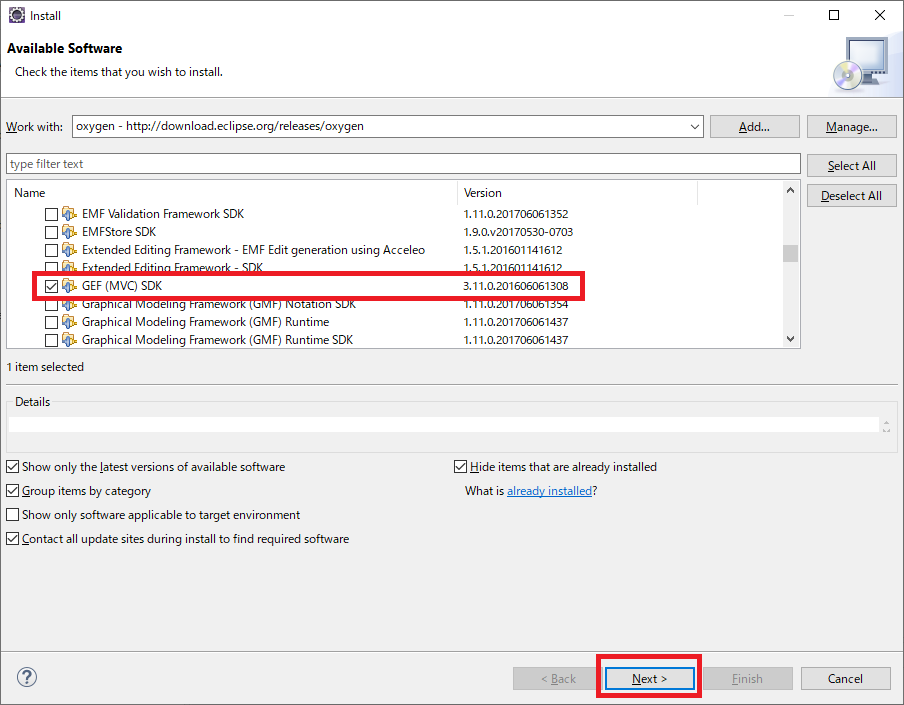 Install
Available Software
Check the items that you wish to install.
Work with: oxygen - http://download.eclipse.org/releases/oxygen Add... Manage...
type filter text Select All
Name Version Deselect All
EMF Validation Framework SDK 1.11.0.201706061352
EMFStore SDK 1.9.0.v20170530-0703
Extended Editing Framework - EMF Edit generation using Acceleo 1.5.1.201601141612
Extended Editing Framework - SDK 1.5.1.201601141612
GEF (MVC) SDK 3.11.0.201606061308
Graphical Modeling Framework (GMF) Notation SDK 1.11.0.201706061354
Graphical Modeling Framework (GMF) Runtime 1.11.0.201706061437
Graphical Modeling Framework (GMF) Runtime SDK 1.11.0.201706061437
1 item selected
Details
Show only the latest versions of available software Hide items that are already installed
Group items by category What is already installed?
Show only software applicable to target environment
Contact all update sites during install to find required software
? < Back Next > Finish Cancel